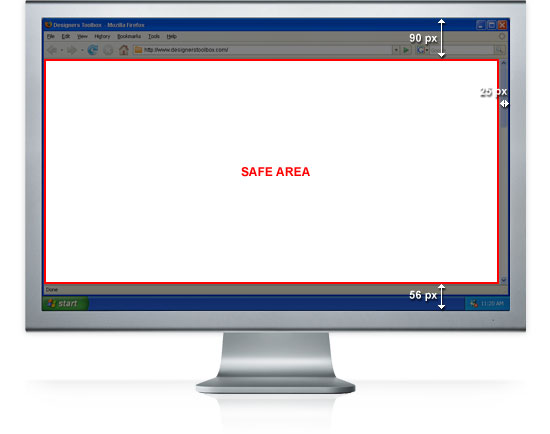 Designers Toolbox - Mozilla Firefox
File Edit View History Bookmarks Tools Help
90 px
http://www.designerstoolbox.com/
25 px
SAFE AREA
Done
56 px
start
11:20 AM